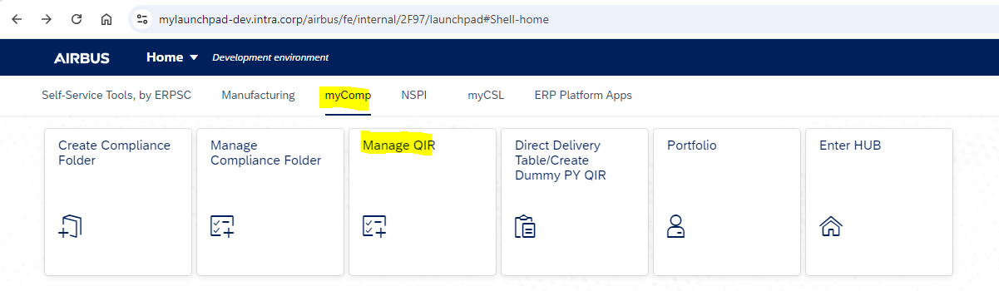 mylaunchpad-dev.intra.corp/airbus/fe/internal/2F97/launchpad#Shell-home
AIRBUS Home Development environment
Self-Service Tools, by ERPSC Manufacturing myComp NSPI myCSL ERP Platform Apps
Create Compliance
Folder
Manage
Compliance Folder
Manage QIR
Direct Delivery
Table/Create
Dummy PY QIR
Portfolio
Enter HUB